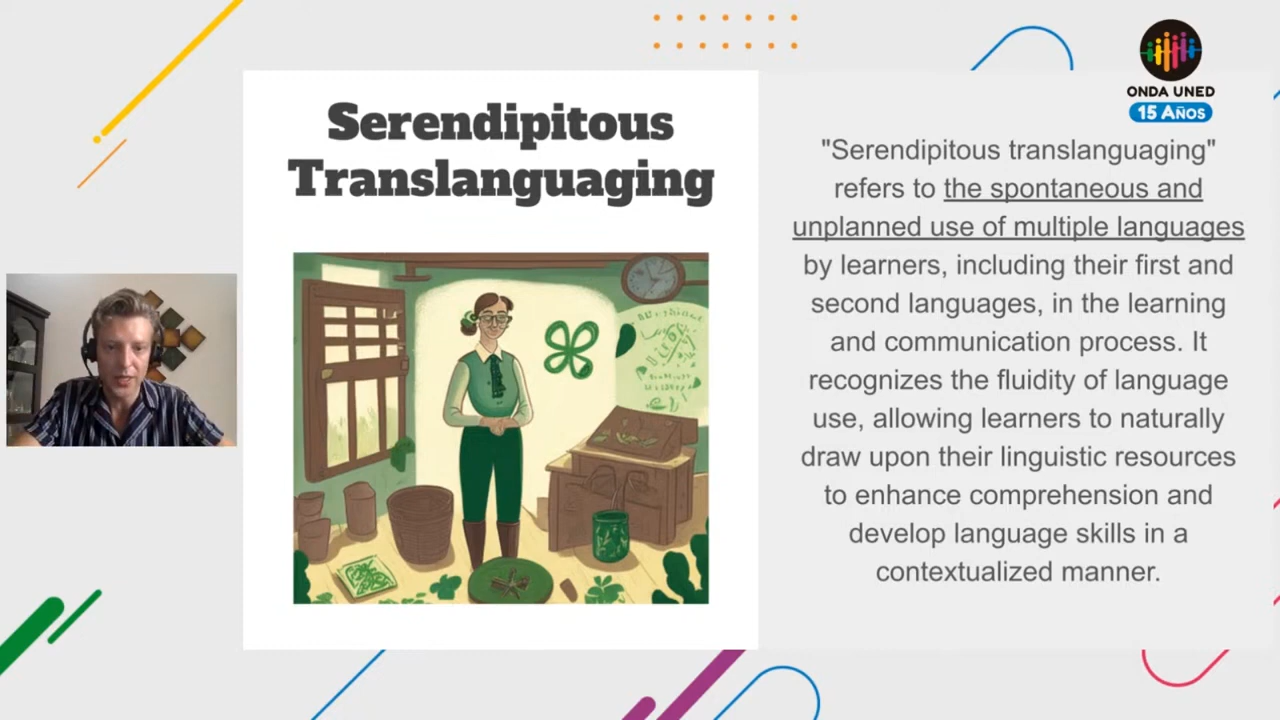 ONDA UNED
15 AÑOS
Serendipitous
Translanguaging
"Serendipitous translanguaging"
refers to the spontaneous and
unplanned use of multiple languages
by learners, including their first and
second languages, in the learning
and communication process. It
recognizes the fluidity of language
use, allowing learners to naturally
draw upon their linguistic resources
to enhance comprehension and
develop language skills in a
contextualized manner.